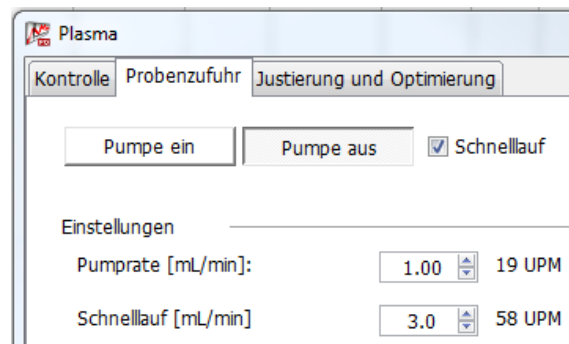 Plasma
Kontrolle Probenzufuhr Justierung und Optimierung
Pumpe ein Pumpe aus Schnellauf
Einstellungen
Pumprate [mL/min]: 1.00 19 UPM
Schnelllauf [mL/min] 3.0 58 UPM